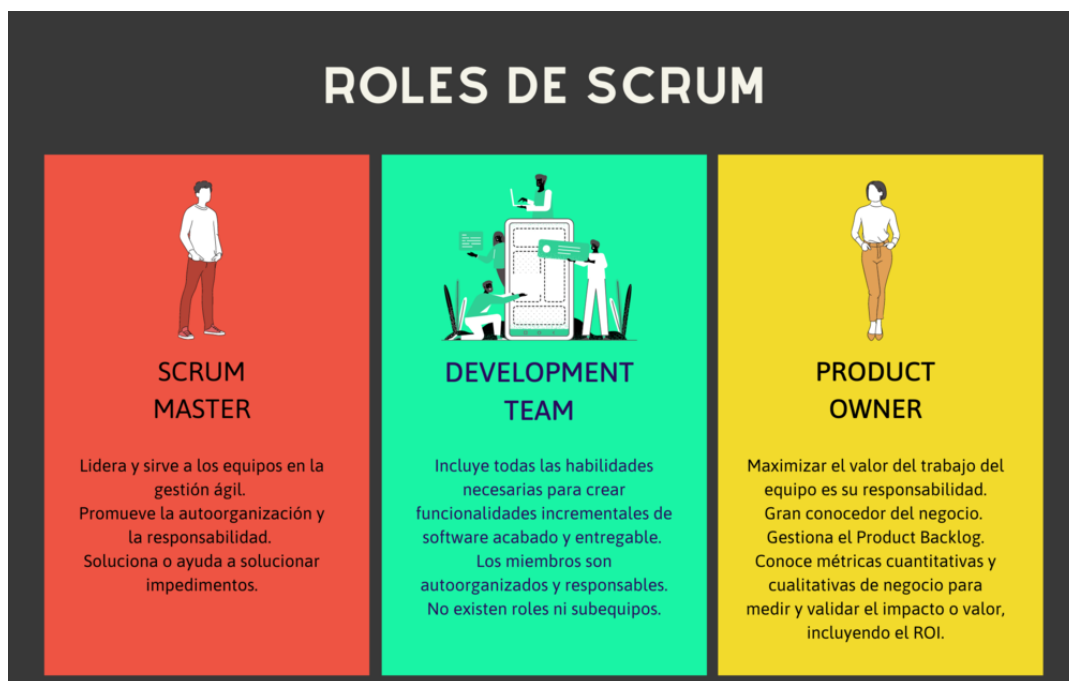 ROLES DE SCRUM
SCRUM
MASTER
Lidera y sirve a los equipos en la
gestión ágil.
Promueve la autoorganización y
la responsabilidad.
Soluciona o ayuda a solucionar
impedimentos.
DEVELOPMENT
TEAM
Incluye todas las habilidades
necesarias para crear
funcionalidades incrementales de
software acabado y entregable.
Los miembros son
autoorganizados y responsables.
No existen roles ni subequipos.
PRODUCT
OWNER
Maximizar el valor del trabajo del
equipo es su responsabilidad.
Gran conocedor del negocio.
Gestiona el Product Backlog.
Conoce métricas cuantitativas y
cualitativas de negocio para
medir y validar el impacto o valor,
incluyendo el ROI.